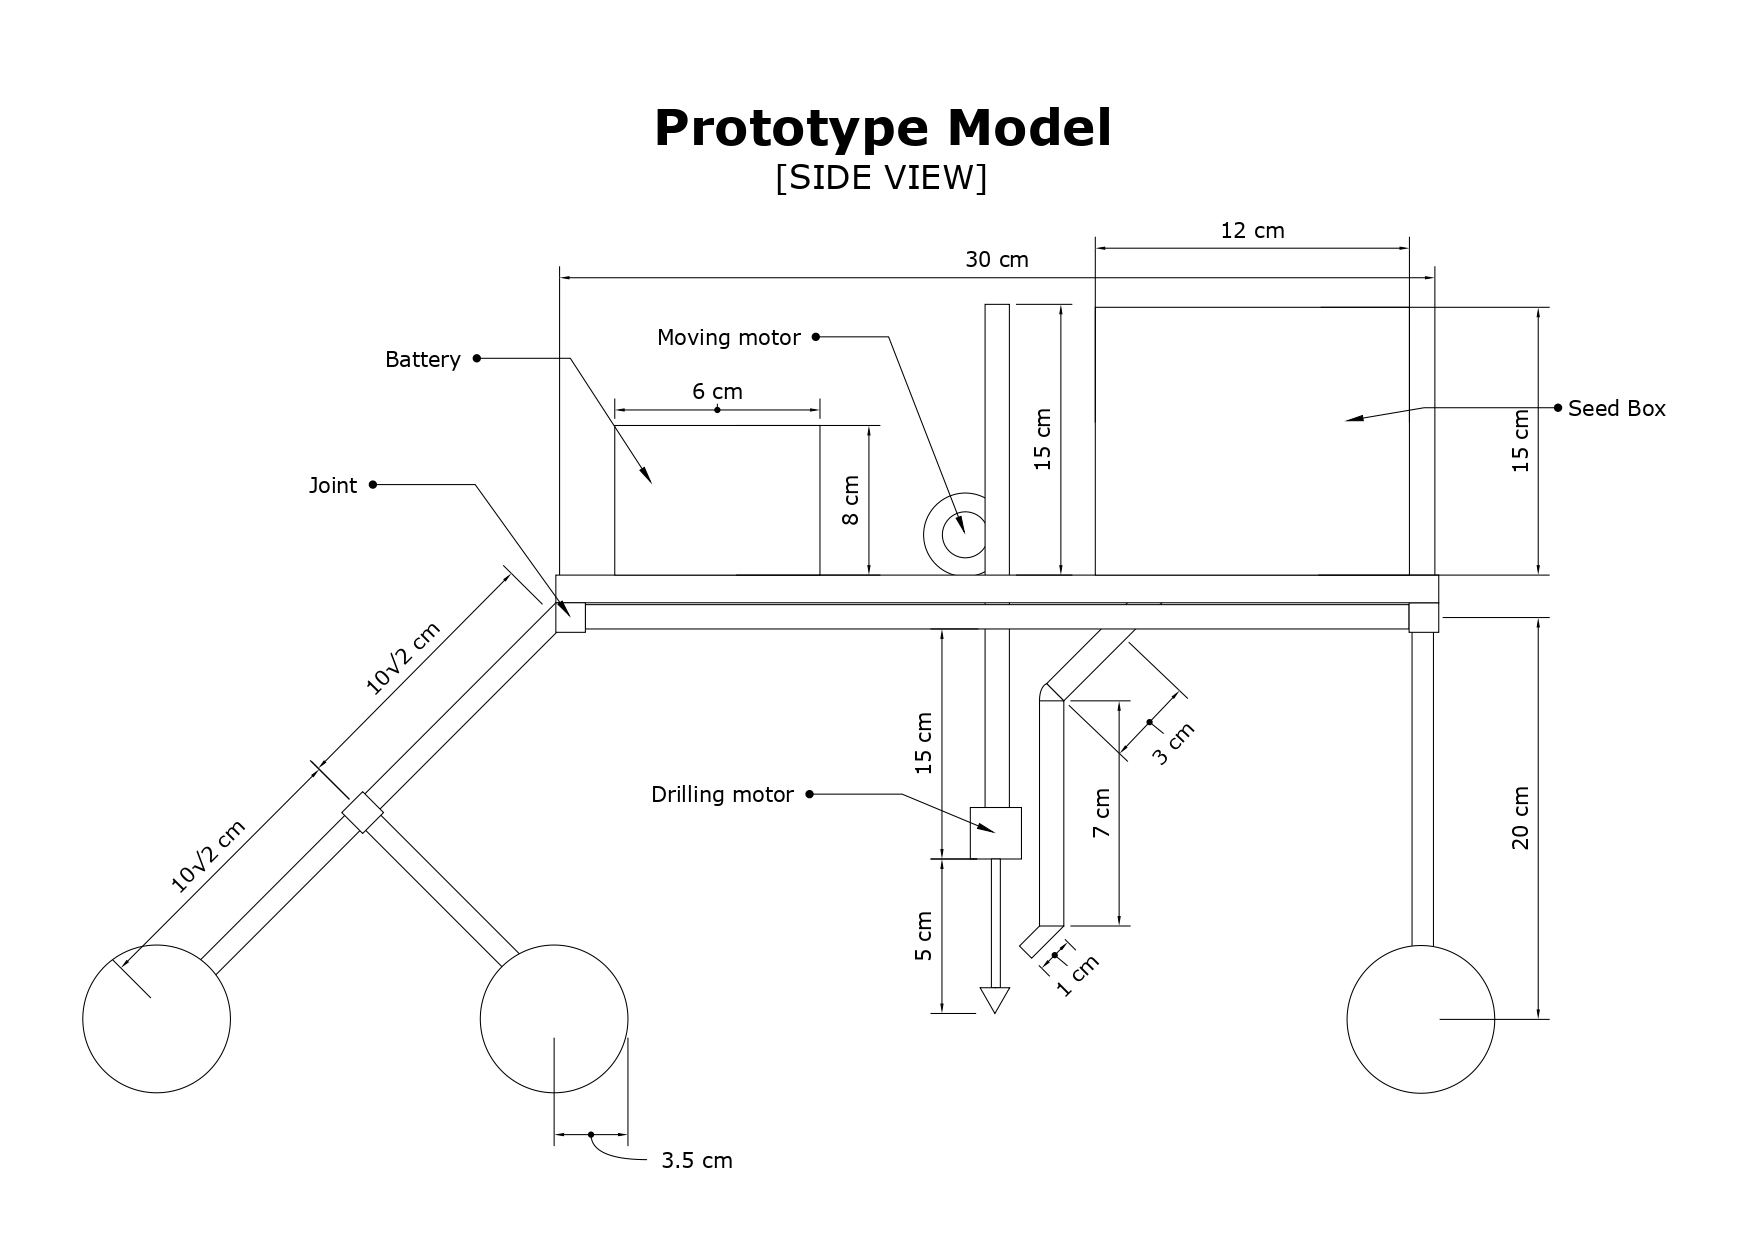 Prototype Model
[SIDE VIEW]
12 cm
30 cm
Moving motor
Battery
6 cm
15 cm
Seed Box
15 cm
8 cm
Joint
10√2 cm
10√2 cm
15 cm
3 cm
Drilling motor
7 cm
20 cm
5 cm
1 cm
3.5 cm